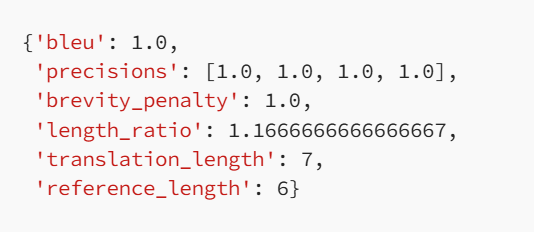 {'bleu': 1.0,
 'precisions': [1.0, 1.0, 1.0, 1.0],
 'brevity_penalty': 1.0,
 'length_ratio': 1.1666666666666667,
 'translation_length': 7,
 'reference_length': 6}